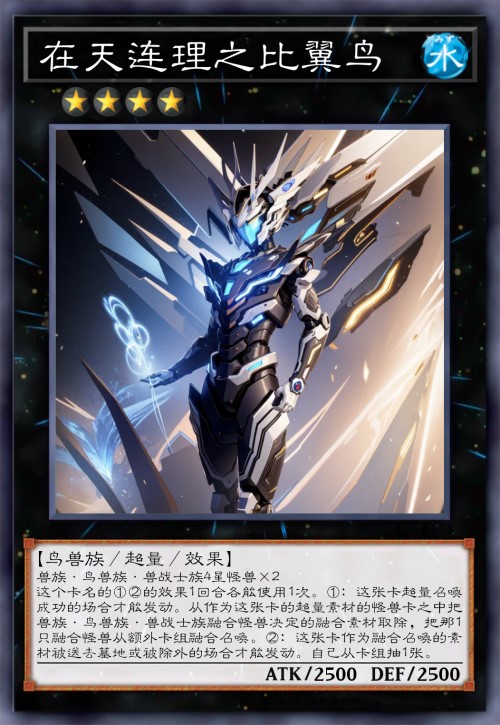 在天连理之比翼鸟
水
【鸟兽族/超量/效果】
兽族·鸟兽族·兽战士族4星怪兽×2
这个卡名的①②的效果1回合各能使用1次。①:这张卡超量召唤
成功的场合才能发动。从作为这张卡的超量素材的怪兽卡之中把
兽族·鸟兽族·兽战士族融合怪兽决定的融合素材取除,把那1
只融合怪兽从额外卡组融合召唤。②:这张卡作为融合召唤的素
材被送去墓地或被除外的场合才能发动。自己从卡组抽1张。
ATK/2500 DEF/2500